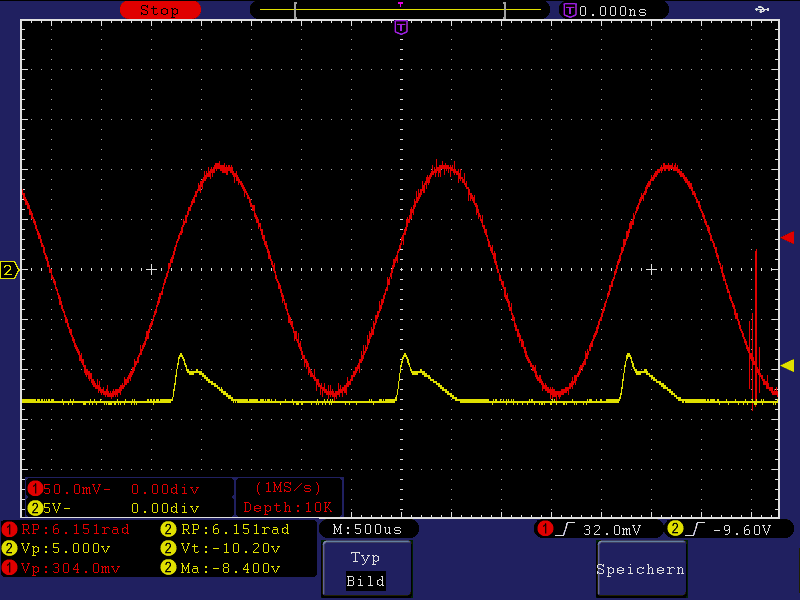 Stop
T
T 0.000ns
T
2
1 50.0mV- 0.00div
2 5V- 0.00div
(1MS/s)
Depth:10K
1 RP:6.151rad 2 RP:6.151rad
2 Vp:5.000v 2 Vt:-10.20v
1 Vp:304.0mv 2 Ma:-8.400v
M:500us
1 32.0mV 2 -9.60V
Typ
Bild
Speichern